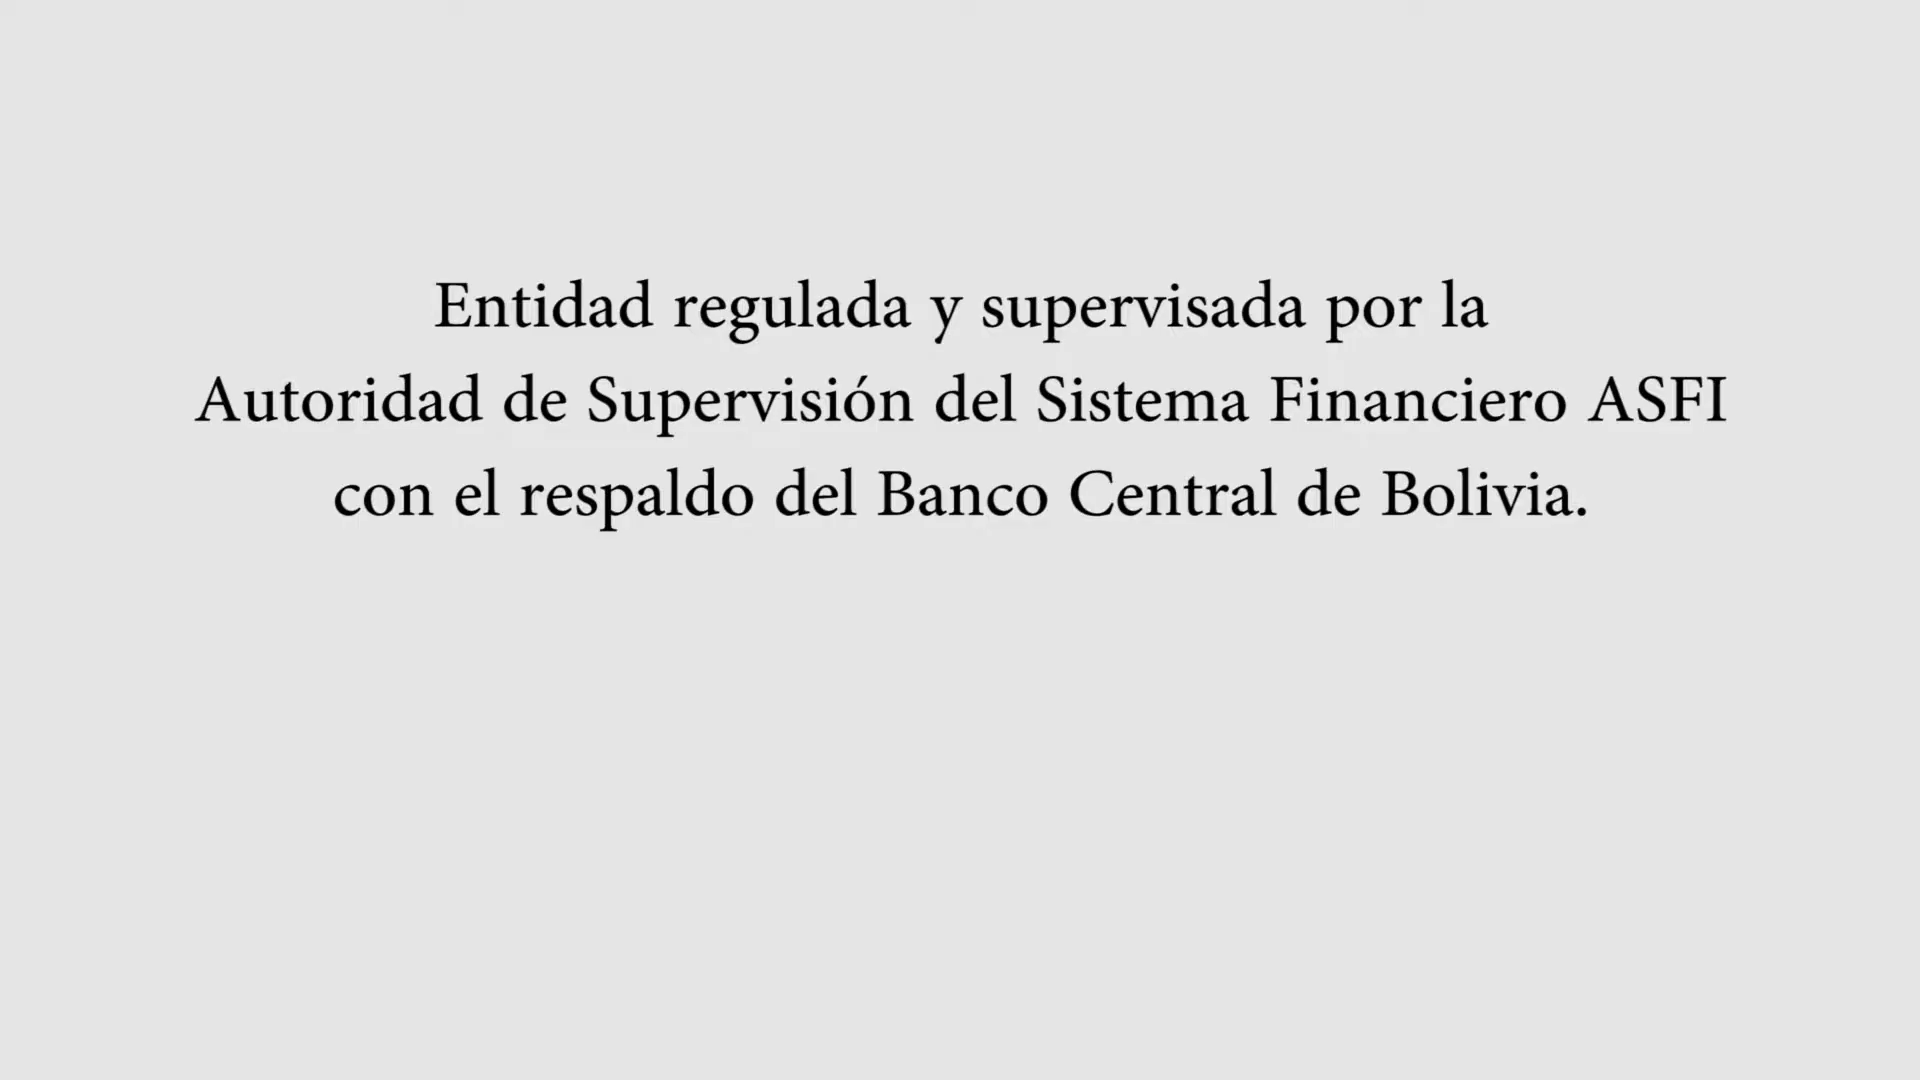 Entidad regulada y supervisada por la
Autoridad de Supervisión del Sistema Financiero ASFI
con el respaldo del Banco Central de Bolivia.